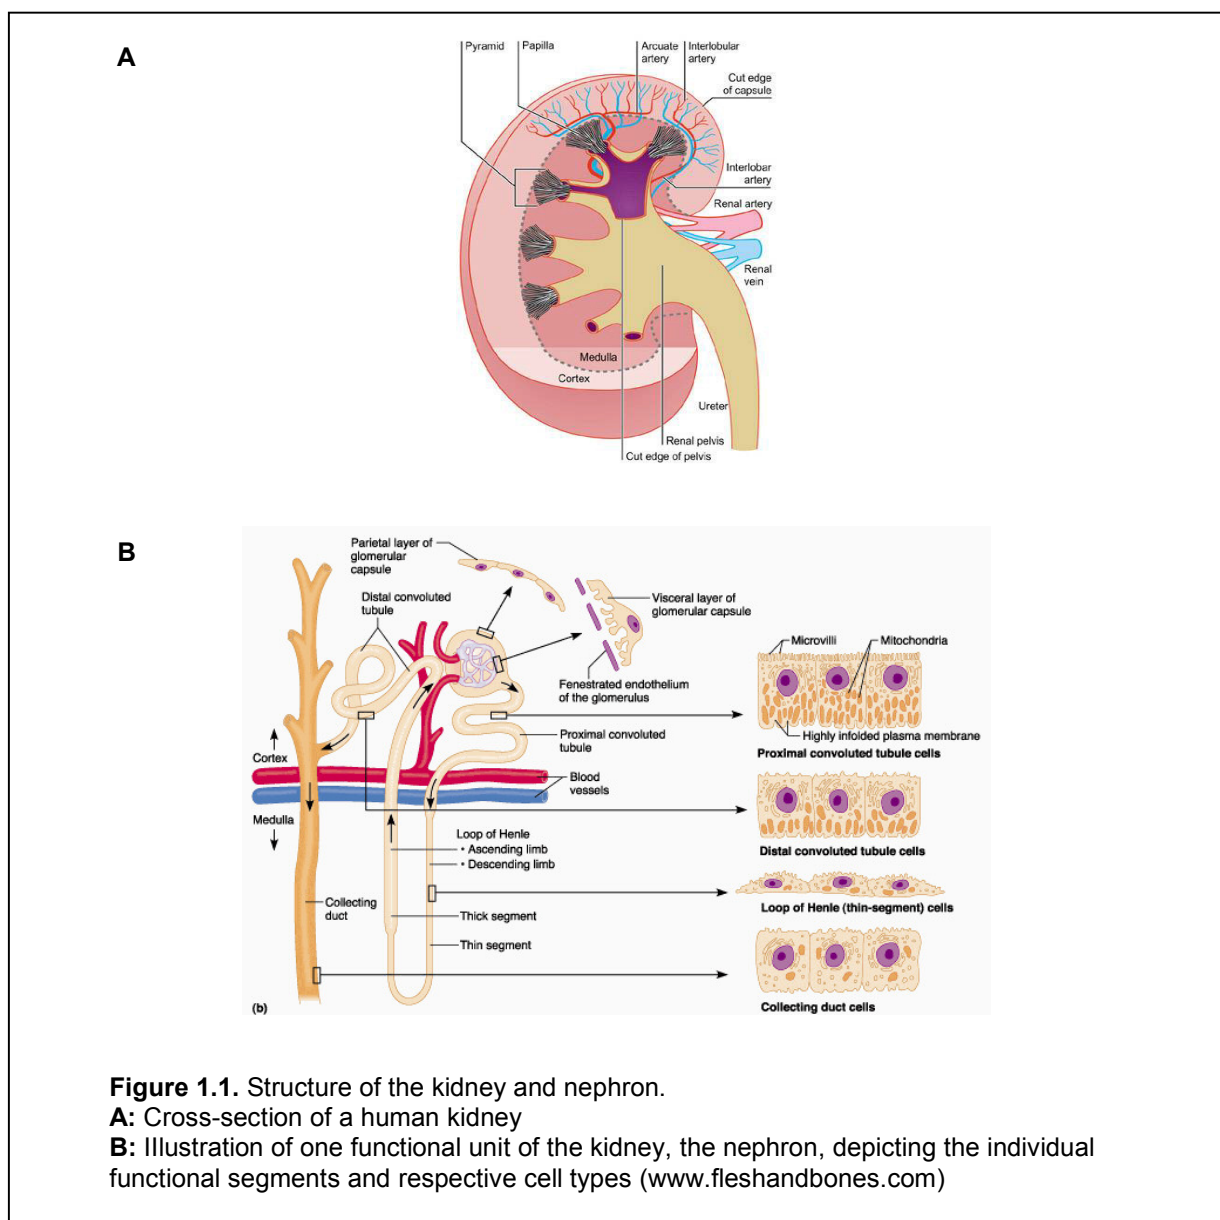 A
Pyramid
Papilla
Arcuate
artery
Interlobular
artery
Cut edge
of capsule
Interlobar
artery
Renal artery
Renal
vein
Medulla
Cortex
Ureter
Renal pelvis
Cut edge of pelvis
B
Parietal layer of
glomerular
capsule
Distal convoluted
tubule
Visceral layer of
glomerular capsule
Fenestrated endothelium
of the glomerulus
Proximal convoluted
tubule
Cortex
Blood
vessels
Medulla
Loop of Henle
• Ascending limb
• Descending limb
Collecting
duct
Thick segment
Thin segment
(b)
Microvilli
Mitochondria
Highly infolded plasma membrane
Proximal convoluted tubule cells
Distal convoluted tubule cells
Loop of Henle (thin-segment) cells
Collecting duct cells
Figure 1.1. Structure of the kidney and nephron.
A: Cross-section of a human kidney
B: Illustration of one functional unit of the kidney, the nephron, depicting the individual
functional segments and respective cell types (www.fleshandbones.com)